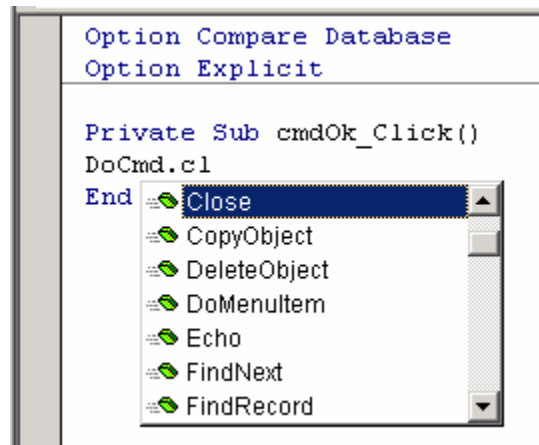 Option Compare Database
Option Explicit
Private Sub cmdOk_Click()
DoCmd.cl
End
Close
CopyObject
DeleteObject
DoMenuItem
Echo
FindNext
FindRecord